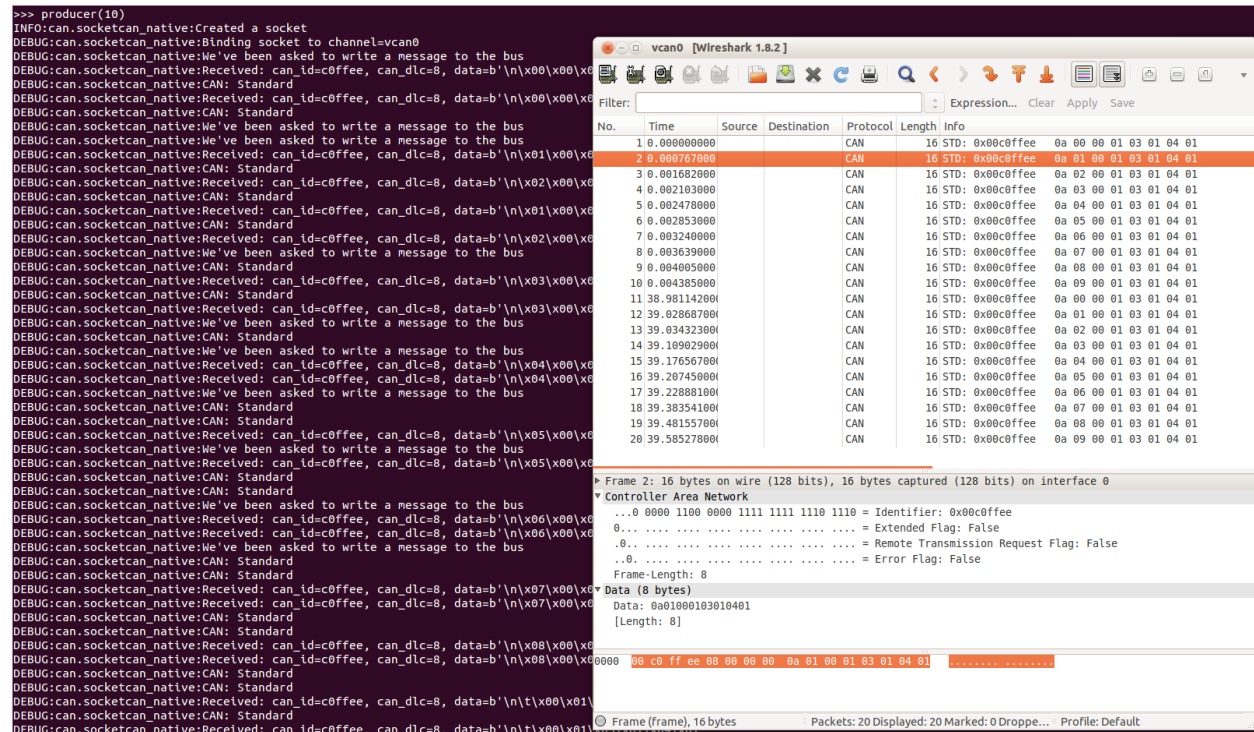 >>> producer(10)
INFO:can.socketcan_native:Created a socket
DEBUG:can.socketcan_native:Binding socket to channel=vcan0
DEBUG:can.socketcan_native:We've been asked to write a message to the bus
DEBUG:can.socketcan_native:Received: can_id=c0ffee, can_dlc=8, data=b'\n\x00\x00\x0
DEBUG:can.socketcan_native:CAN: Standard
DEBUG:can.socketcan_native:Received: can_id=c0ffee, can_dlc=8, data=b'\n\x00\x00\x0
DEBUG:can.socketcan_native:CAN: Standard
DEBUG:can.socketcan_native:We've been asked to write a message to the bus
DEBUG:can.socketcan_native:We've been asked to write a message to the bus
DEBUG:can.socketcan_native:Received: can_id=c0ffee, can_dlc=8, data=b'\n\x01\x00\x0
DEBUG:can.socketcan_native:CAN: Standard
DEBUG:can.socketcan_native:Received: can_id=c0ffee, can_dlc=8, data=b'\n\x02\x00\x0
DEBUG:can.socketcan_native:CAN: Standard
DEBUG:can.socketcan_native:Received: can_id=c0ffee, can_dlc=8, data=b'\n\x01\x00\x0
DEBUG:can.socketcan_native:CAN: Standard
DEBUG:can.socketcan_native:Received: can_id=c0ffee, can_dlc=8, data=b'\n\x02\x00\x0
DEBUG:can.socketcan_native:We've been asked to write a message to the bus
DEBUG:can.socketcan_native:CAN: Standard
DEBUG:can.socketcan_native:Received: can_id=c0ffee, can_dlc=8, data=b'\n\x03\x00\x0
DEBUG:can.socketcan_native:CAN: Standard
DEBUG:can.socketcan_native:Received: can_id=c0ffee, can_dlc=8, data=b'\n\x03\x00\x0
DEBUG:can.socketcan_native:We've been asked to write a message to the bus
DEBUG:can.socketcan_native:CAN: Standard
DEBUG:can.socketcan_native:We've been asked to write a message to the bus
DEBUG:can.socketcan_native:Received: can_id=c0ffee, can_dlc=8, data=b'\n\x04\x00\x0
DEBUG:can.socketcan_native:Received: can_id=c0ffee, can_dlc=8, data=b'\n\x04\x00\x0
DEBUG:can.socketcan_native:We've been asked to write a message to the bus
DEBUG:can.socketcan_native:CAN: Standard
DEBUG:can.socketcan_native:CAN: Standard
DEBUG:can.socketcan_native:Received: can_id=c0ffee, can_dlc=8, data=b'\n\x05\x00\x0
DEBUG:can.socketcan_native:We've been asked to write a message to the bus
DEBUG:can.socketcan_native:Received: can_id=c0ffee, can_dlc=8, data=b'\n\x05\x00\x0
DEBUG:can.socketcan_native:CAN: Standard
DEBUG:can.socketcan_native:CAN: Standard
DEBUG:can.socketcan_native:We've been asked to write a message to the bus
DEBUG:can.socketcan_native:Received: can_id=c0ffee, can_dlc=8, data=b'\n\x06\x00\x0
DEBUG:can.socketcan_native:Received: can_id=c0ffee, can_dlc=8, data=b'\n\x06\x00\x0
DEBUG:can.socketcan_native:We've been asked to write a message to the bus
DEBUG:can.socketcan_native:CAN: Standard
DEBUG:can.socketcan_native:CAN: Standard
DEBUG:can.socketcan_native:Received: can_id=c0ffee, can_dlc=8, data=b'\n\x07\x00\x0
DEBUG:can.socketcan_native:Received: can_id=c0ffee, can_dlc=8, data=b'\n\x07\x00\x0
DEBUG:can.socketcan_native:CAN: Standard
DEBUG:can.socketcan_native:CAN: Standard
DEBUG:can.socketcan_native:Received: can_id=c0ffee, can_dlc=8, data=b'\n\x08\x00\x0
DEBUG:can.socketcan_native:Received: can_id=c0ffee, can_dlc=8, data=b'\n\x08\x00\x0
DEBUG:can.socketcan_native:CAN: Standard
DEBUG:can.socketcan_native:CAN: Standard
DEBUG:can.socketcan_native:Received: can_id=c0ffee, can_dlc=8, data=b'\n\t\x00\x01\
DEBUG:can.socketcan_native:CAN: Standard
DEBUG:can.socketcan_native:Received: can_id=c0ffee, can_dlc=8, data=b'\n\t\x00\x01\
vcan0 [Wireshark 1.8.2 ]
Filter: Expression... Clear Apply Save
No. Time Source Destination Protocol Length Info
1 0.000000000 CAN 16 STD: 0x00c0ffee 0a 00 00 01 03 01 04 01
2 0.000767000 CAN 16 STD: 0x00c0ffee 0a 01 00 01 03 01 04 01
3 0.001682000 CAN 16 STD: 0x00c0ffee 0a 02 00 01 03 01 04 01
4 0.002103000 CAN 16 STD: 0x00c0ffee 0a 03 00 01 03 01 04 01
5 0.002478000 CAN 16 STD: 0x00c0ffee 0a 04 00 01 03 01 04 01
6 0.002853000 CAN 16 STD: 0x00c0ffee 0a 05 00 01 03 01 04 01
7 0.003240000 CAN 16 STD: 0x00c0ffee 0a 06 00 01 03 01 04 01
8 0.003639000 CAN 16 STD: 0x00c0ffee 0a 07 00 01 03 01 04 01
9 0.004005000 CAN 16 STD: 0x00c0ffee 0a 08 00 01 03 01 04 01
10 0.004385000 CAN 16 STD: 0x00c0ffee 0a 09 00 01 03 01 04 01
11 38.98114200 CAN 16 STD: 0x00c0ffee 0a 00 00 01 03 01 04 01
12 39.02868700 CAN 16 STD: 0x00c0ffee 0a 01 00 01 03 01 04 01
13 39.03432300 CAN 16 STD: 0x00c0ffee 0a 02 00 01 03 01 04 01
14 39.10902900 CAN 16 STD: 0x00c0ffee 0a 03 00 01 03 01 04 01
15 39.17656700 CAN 16 STD: 0x00c0ffee 0a 04 00 01 03 01 04 01
16 39.20745000 CAN 16 STD: 0x00c0ffee 0a 05 00 01 03 01 04 01
17 39.22888100 CAN 16 STD: 0x00c0ffee 0a 06 00 01 03 01 04 01
18 39.38354100 CAN 16 STD: 0x00c0ffee 0a 07 00 01 03 01 04 01
19 39.48155700 CAN 16 STD: 0x00c0ffee 0a 08 00 01 03 01 04 01
20 39.58527800 CAN 16 STD: 0x00c0ffee 0a 09 00 01 03 01 04 01
Frame 2: 16 bytes on wire (128 bits), 16 bytes captured (128 bits) on interface 0
Controller Area Network
...0 0000 1100 0000 1111 1111 1110 1110 = Identifier: 0x00c0ffee
0... .... .... .... .... .... .... .... = Extended Flag: False
.0.. .... .... .... .... .... .... .... = Remote Transmission Request Flag: False
..0. .... .... .... .... .... .... .... = Error Flag: False
Frame-Length: 8
Data (8 bytes)
Data: 0a01000103010401
[Length: 8]
0000 00 c0 ff ee 08 00 00 00 0a 01 00 01 03 01 04 01 ........ ........
Frame (frame), 16 bytes Packets: 20 Displayed: 20 Marked: 0 Droppe... Profile: Default